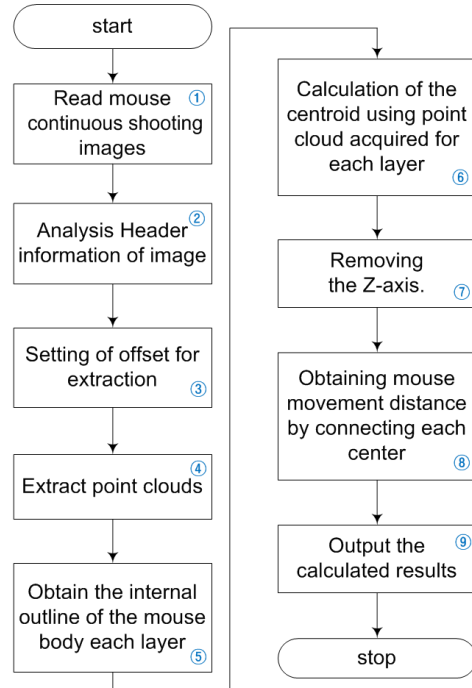 start
Read mouse ①
continuous shooting
images
②
Analysis Header
information of image
Setting of offset for
extraction
③
④
Extract point clouds
Obtain the internal
outline of the mouse
body each layer
⑤
Calculation of the
centroid using point
cloud acquired for
each layer
⑥
Removing
the Z-axis.
⑦
Obtaining mouse
movement distance
by connecting each
center
⑧
Output the ⑨
calculated results
stop